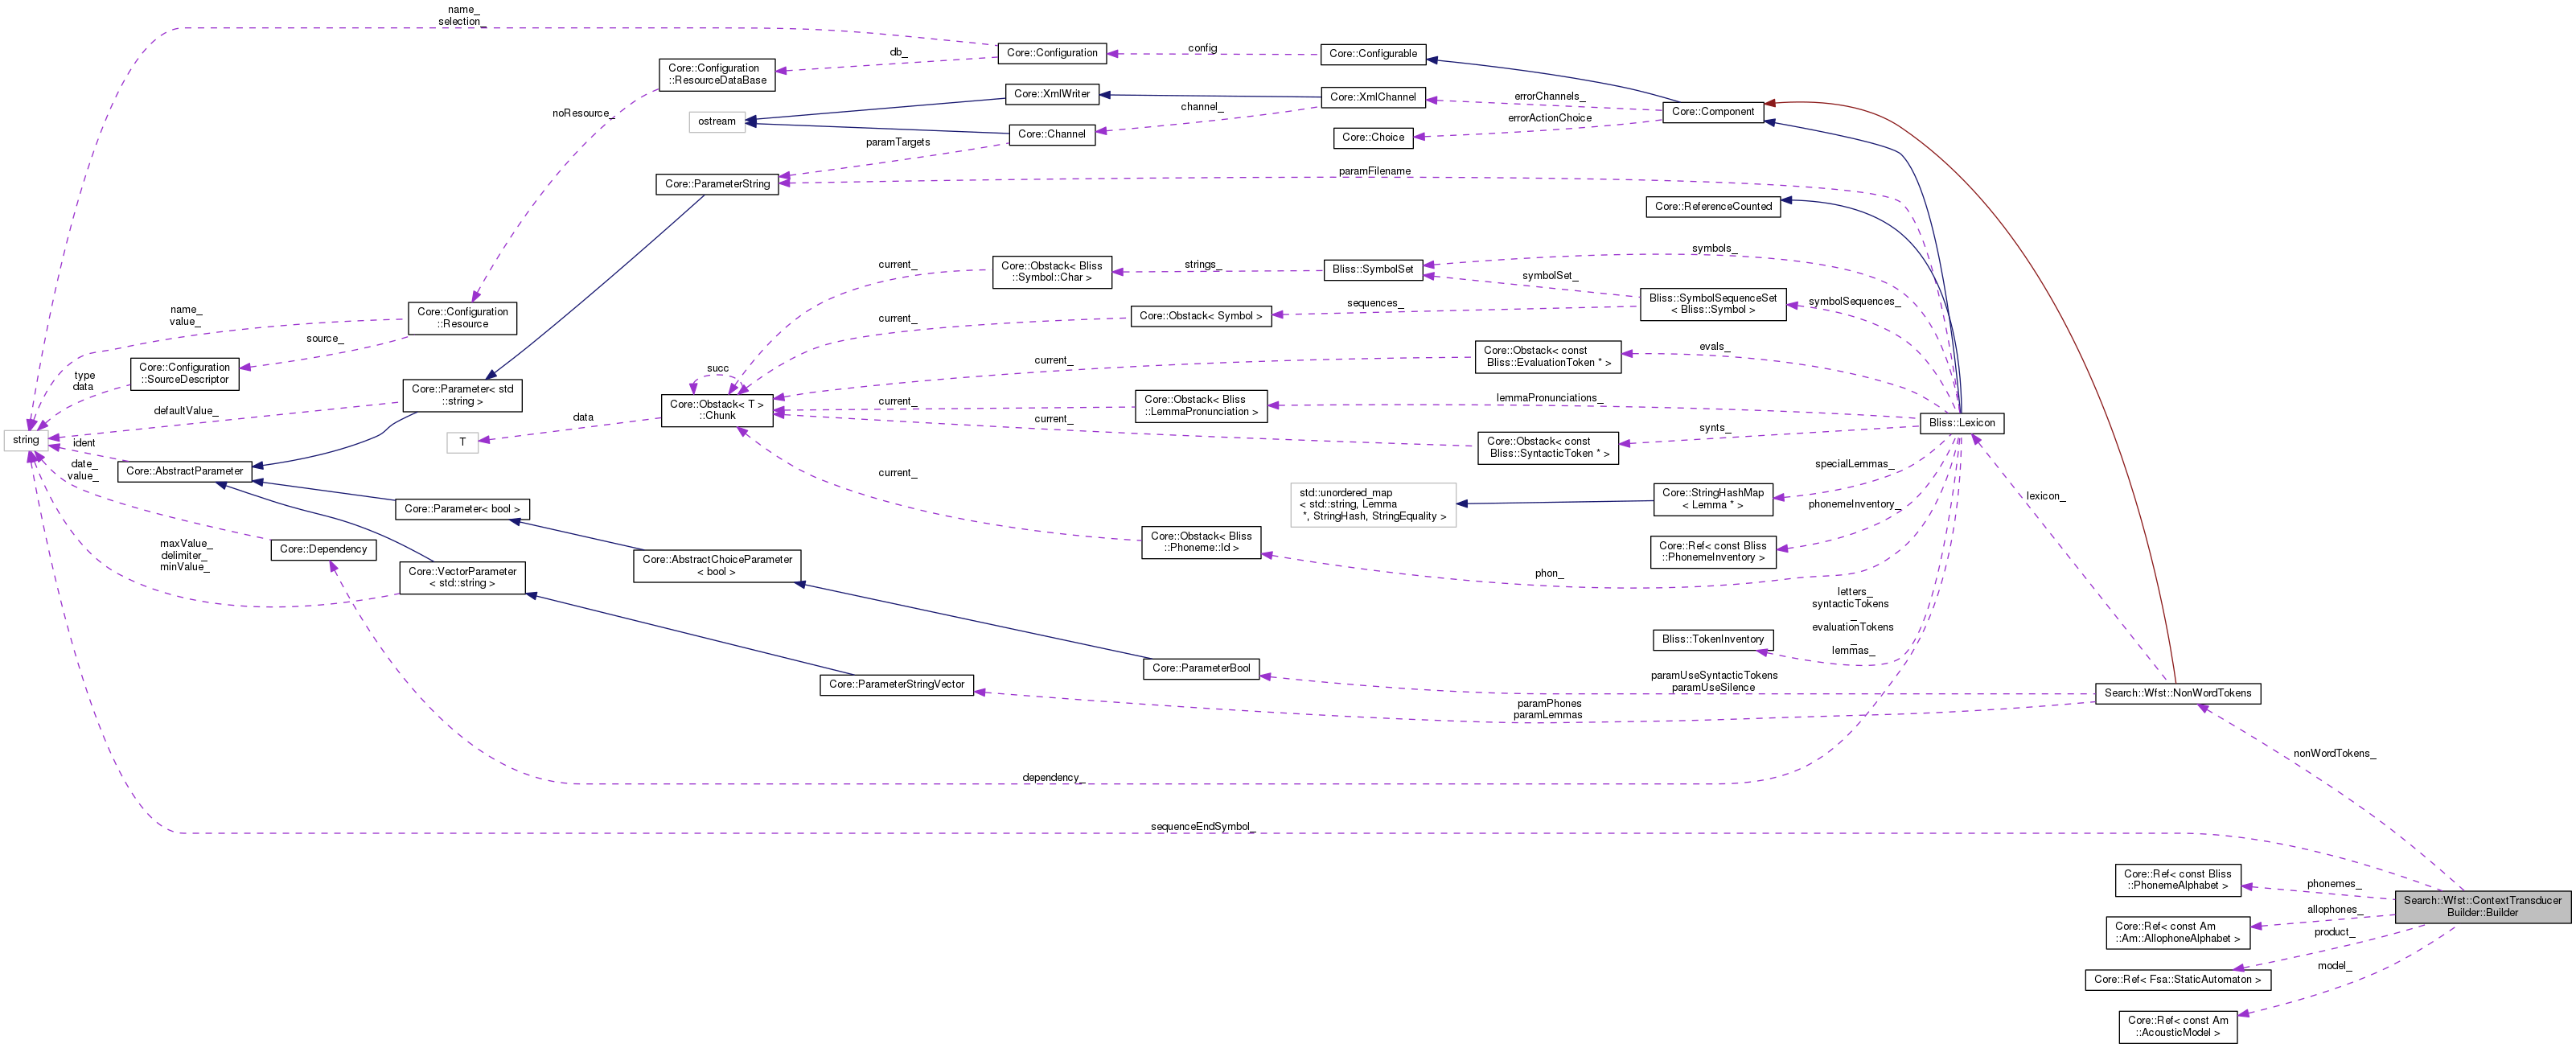 name_
selection_
Core::Configuration
config
Core::Configurable
db_
Core::Configuration
::ResourceDataBase
Core::XmlWriter
Core::XmlChannel
errorChannels_
Core::Component
noResource_
ostream
channel_
errorActionChoice
Core::Channel
Core::Choice
paramTargets
Core::ParameterString
paramFilename
Core::ReferenceCounted
symbols_
current_
Core::Obstack< Bliss
::Symbol::Char >
strings_
Bliss::SymbolSet
symbolSet_
name_
value_
Core::Configuration
::Resource
current_
Core::Obstack< Symbol >
sequences_
Bliss::SymbolSequenceSet
< Bliss::Symbol >
symbolSequences_
source_
type
data
Core::Configuration
::SourceDescriptor
succ
current_
Core::Obstack< const
Bliss::EvaluationToken * >
evals_
Core::Parameter< std
::string >
defaultValue_
Core::Obstack< T >
::Chunk
current_
Core::Obstack< Bliss
::LemmaPronunciation >
lemmaPronunciations_
data
current_
Bliss::Lexicon
string
T
Core::Obstack< const
Bliss::SyntacticToken * >
synts_
ident
date_
value_
Core::AbstractParameter
current_
specialLemmas_
std::unordered_map
< std::string, Lemma
*, StringHash, StringEquality >
Core::StringHashMap
< Lemma * >
lexicon_
Core::Parameter< bool >
phonemeInventory_
maxValue_
delimiter_
minValue_
Core::Dependency
Core::Obstack< Bliss
::Phoneme::Id >
Core::Ref< const Bliss
::PhonemeInventory >
Core::AbstractChoiceParameter
< bool >
Core::VectorParameter
< std::string >
phon_
letters_
syntacticTokens
_
evaluationTokens
_
lemmas_
Bliss::TokenInventory
Core::ParameterBool
Core::ParameterStringVector
paramUseSyntacticTokens
paramUseSilence
Search::Wfst::NonWordTokens
paramPhones
paramLemmas
nonWordTokens_
dependency_
sequenceEndSymbol_
Core::Ref< const Bliss
::PhonemeAlphabet >
phonemes_
Search::Wfst::ContextTransducer
Builder::Builder
allophones_
Core::Ref< const Am
::Am::AllophoneAlphabet >
product_
Core::Ref< Fsa::StaticAutomaton >
model_
Core::Ref< const Am
::AcousticModel >